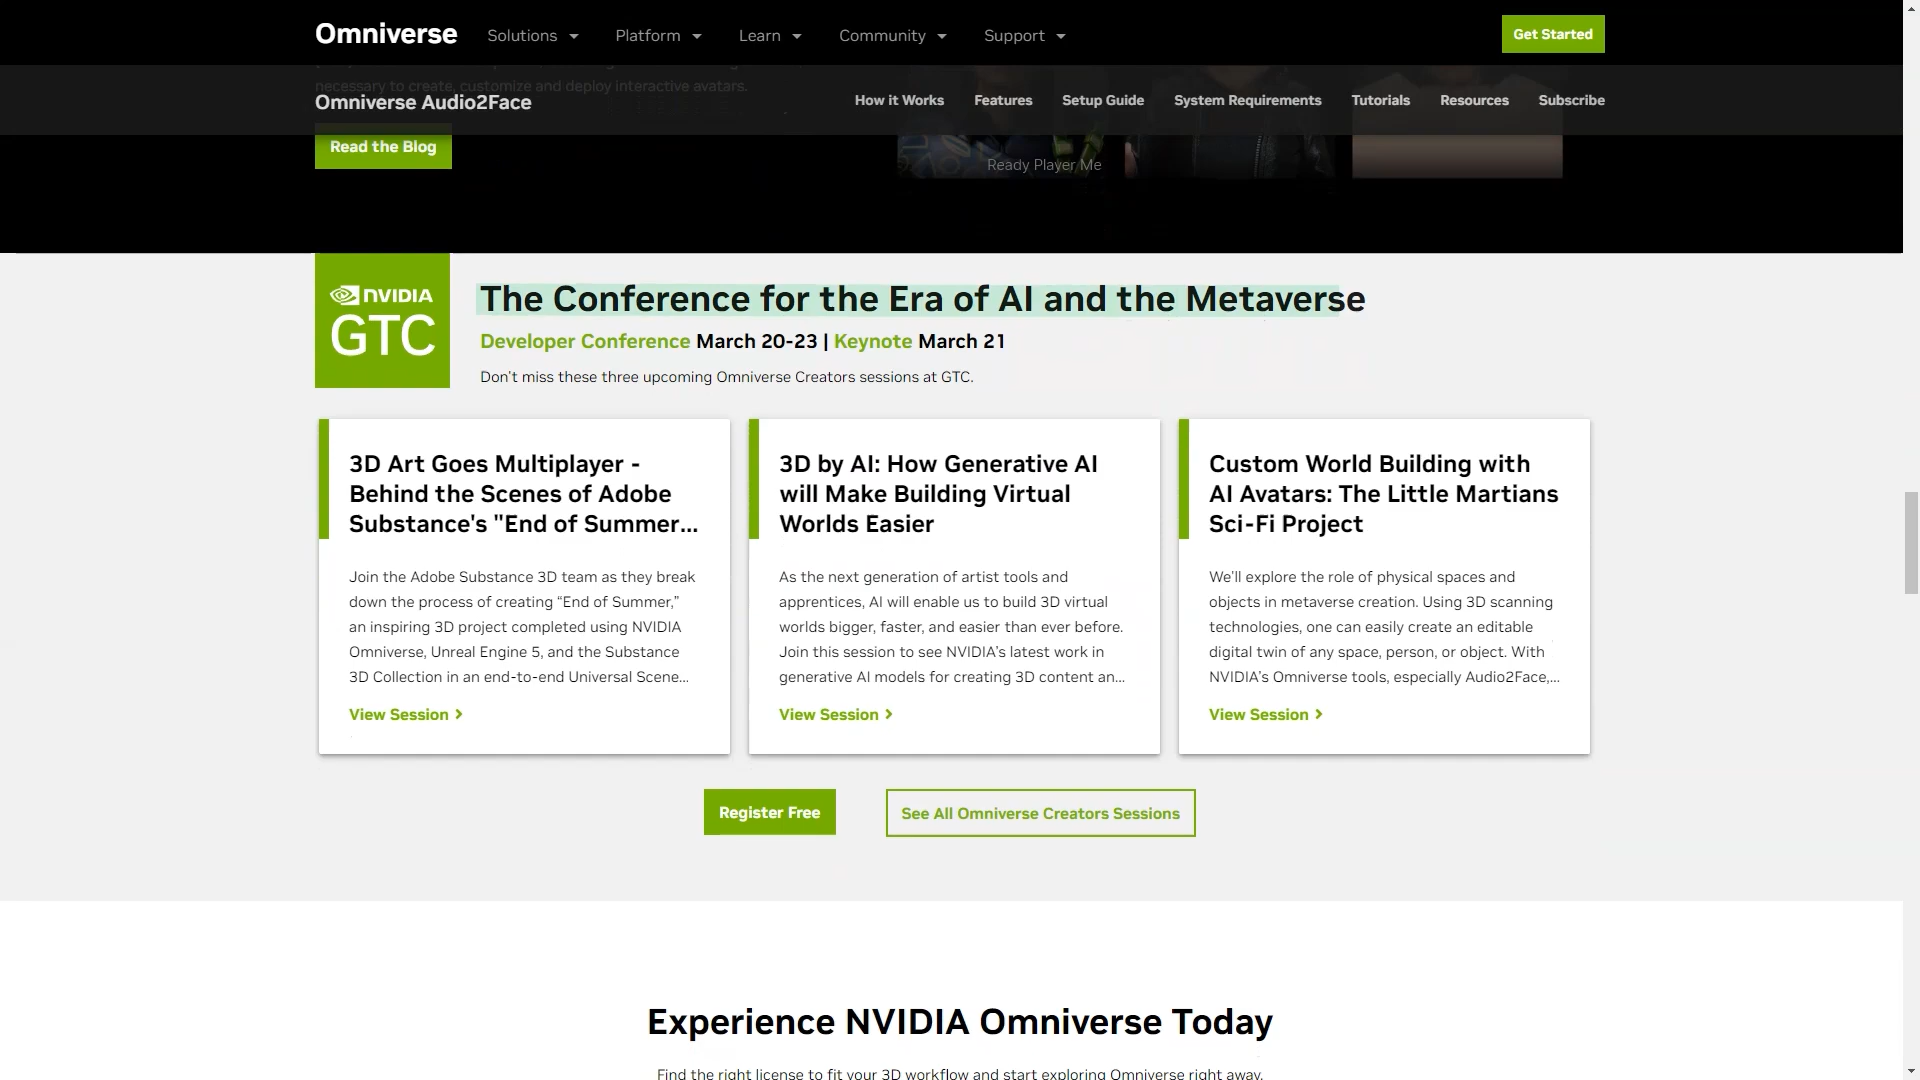 Omniverse
Solutions
Platform
Learn
Community
Support
Get Started
necessary to create, customize and deploy interactive avatars.
Omniverse Audio2Face
How it Works
Features
Setup Guide
System Requirements
Tutorials
Resources
Subscribe
Read the Blog
Ready Player Me
NVIDIA
GTC
The Conference for the Era of AI and the Metaverse
Developer Conference March 20-23 | Keynote March 21
Don't miss these three upcoming Omniverse Creators sessions at GTC.
3D Art Goes Multiplayer -
Behind the Scenes of Adobe
Substance's "End of Summer...
Join the Adobe Substance 3D team as they break
down the process of creating “End of Summer,”
an inspiring 3D project completed using NVIDIA
Omniverse, Unreal Engine 5, and the Substance
3D Collection in an end-to-end Universal Scene...
View Session
3D by AI: How Generative AI
will Make Building Virtual
Worlds Easier
As the next generation of artist tools and
apprentices, AI will enable us to build 3D virtual
worlds bigger, faster, and easier than ever before.
Join this session to see NVIDIA's latest work in
generative AI models for creating 3D content an...
View Session
Custom World Building with
AI Avatars: The Little Martians
Sci-Fi Project
We'll explore the role of physical spaces and
objects in metaverse creation. Using 3D scanning
technologies, one can easily create an editable
digital twin of any space, person, or object. With
NVIDIA's Omniverse tools, especially Audio2Face,...
View Session
Register Free
See All Omniverse Creators Sessions
Experience NVIDIA Omniverse Today
Find the right license to fit your 3D workflow and start exploring Omniverse right away.